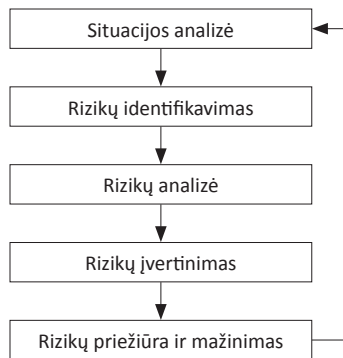 Situacijos analizė
Rizikų identifikavimas
Rizikų analizė
Rizikų įvertinimas
Rizikų priežiūra ir mažinimas